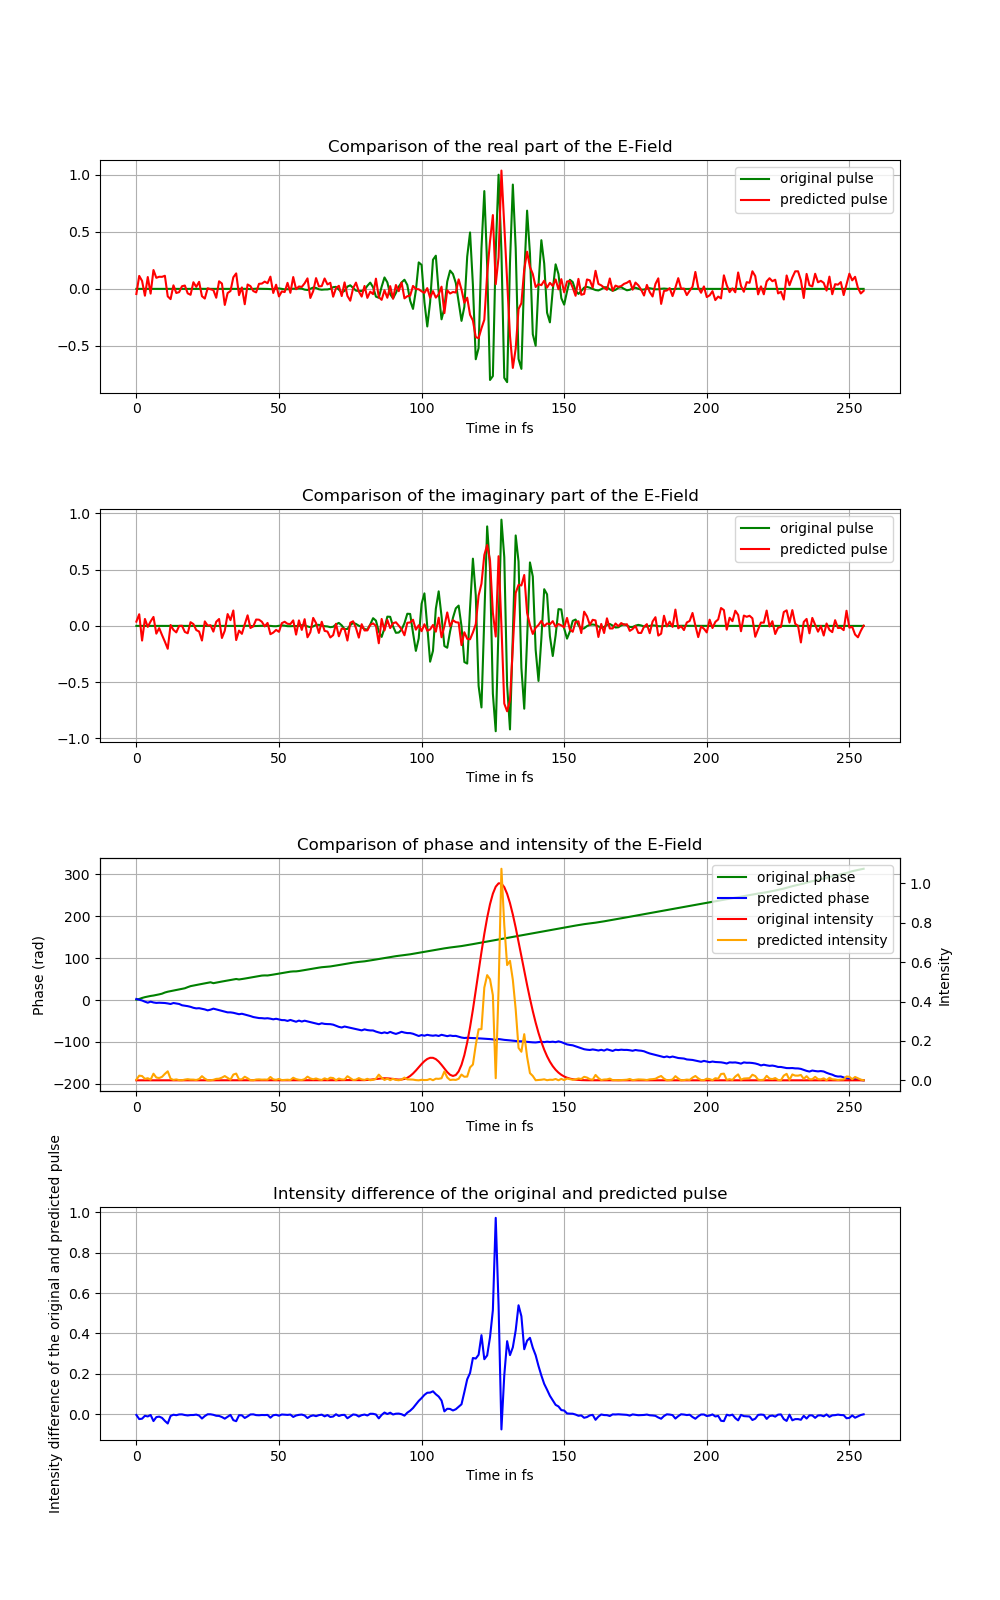 Comparison of the real part of the E-Field
1.0
0.5
0.0
−0.5
original pulse
predicted pulse
0 50 100 150 200 250
Time in fs
Comparison of the imaginary part of the E-Field
1.0
0.5
0.0
−0.5
−1.0
original pulse
predicted pulse
0 50 100 150 200 250
Time in fs
Comparison of phase and intensity of the E-Field
Phase (rad)
300
200
100
0
−100
−200
original phase
predicted phase
original intensity
predicted intensity
1.0
0.8
0.6
0.4
0.2
0.0
Intensity
0 50 100 150 200 250
Time in fs
Intensity difference of the original and predicted pulse
Intensity difference of the original and predicted pulse
1.0
0.8
0.6
0.4
0.2
0.0
0 50 100 150 200 250
Time in fs